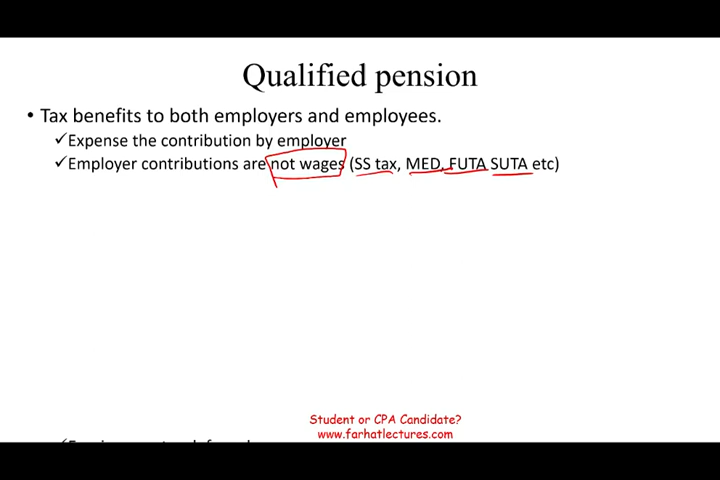 Qualified pension
• Tax benefits to both employers and employees.
✓Expense the contribution by employer
✓Employer contributions are not wages (SS tax, MED, FUTA SUTA etc)
Student or CPA Candidate?
www.farhatlectures.com